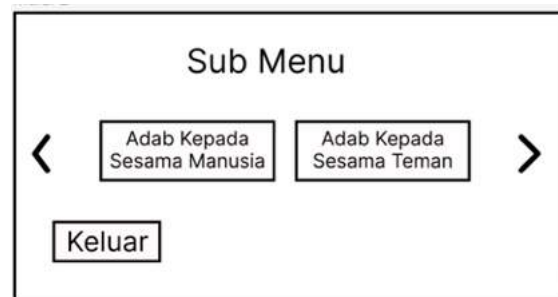 Sub Menu
Adab Kepada
Sesama Manusia
Adab Kepada
Sesama Teman
Keluar